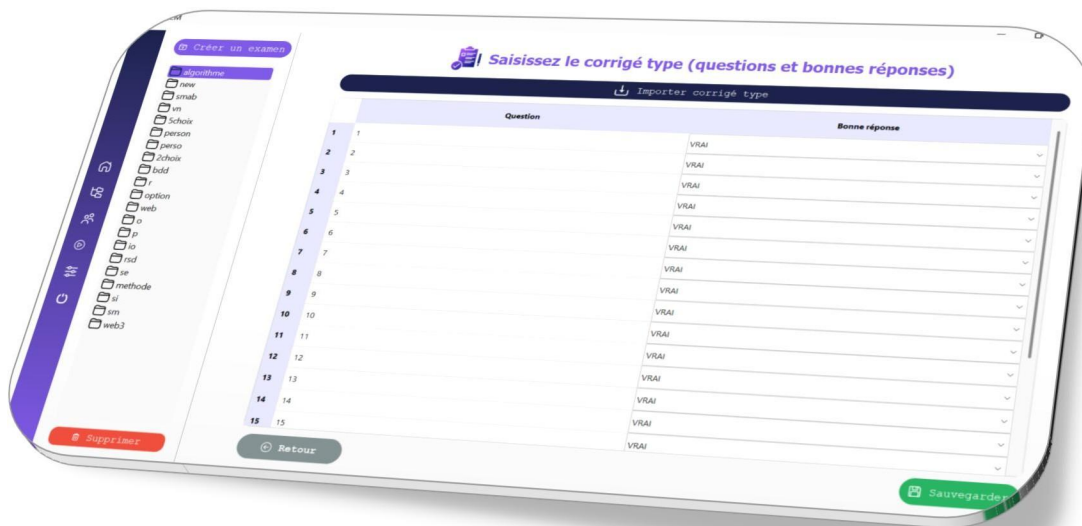 Créer un examen
algorithme
new
smab
vn
5choix
person
perso
2choix
bdd
r
option
web
o
p
io
rsd
se
methode
si
sm
web3
Supprimer
Saisissez le corrigé type (questions et bonnes réponses)
Importer corrigé type
Question Bonne réponse
1 1 VRAI
2 2 VRAI
3 3 VRAI
4 4 VRAI
5 5 VRAI
6 6 VRAI
7 7 VRAI
8 8 VRAI
9 9 VRAI
10 10 VRAI
11 11 VRAI
12 12 VRAI
13 13 VRAI
14 14 VRAI
15 15 VRAI
Retour
Sauvegarder